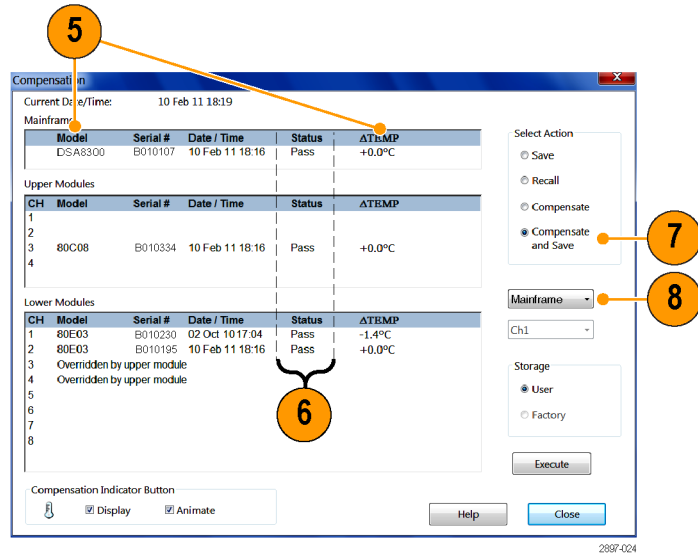 5
Compensation
Current Date/Time: 10 Feb 11 18:19
Mainframe
Model Serial # Date / Time Status ΔTEMP
DSA8300 B010107 10 Feb 11 18:16 Pass +0.0°C
Upper Modules
CH Model Serial # Date / Time Status ΔTEMP
1
2
3 80C08 B010334 10 Feb 11 18:16 Pass +0.0°C
4
Lower Modules
CH Model Serial # Date / Time Status ΔTEMP
1 80E03 B010230 02 Oct 10 17:04 Pass -1.4°C
2 80E03 B010195 10 Feb 11 18:16 Pass +0.0°C
3 Overridden by upper module
4 Overridden by upper module
5
6
7
8
6
Compensation Indicator Button
Display Animate
Select Action
Save
Recall
Compensate
Compensate
and Save
7
Mainframe
8
Ch1
Storage
User
Factory
Execute
Help Close
2897-024